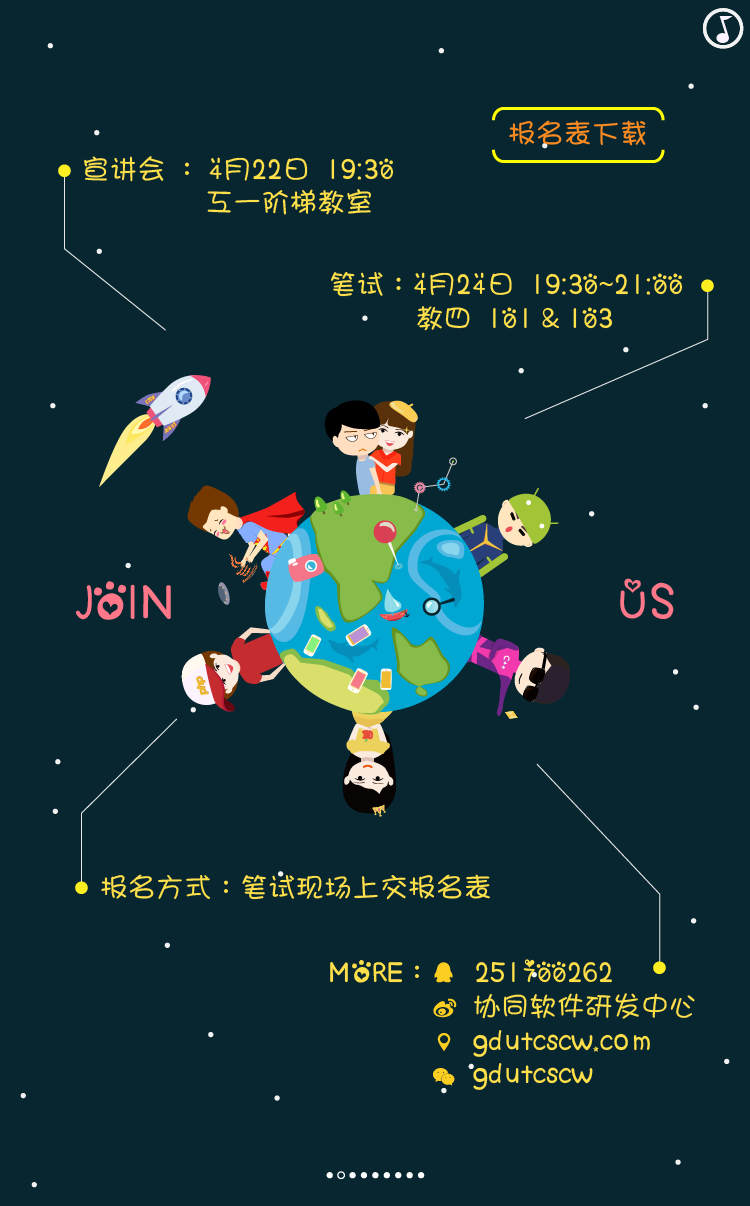 报名表下载
宣讲会 : 4月22日 19:30
互一阶梯教室
笔试 : 4月24日 19:30~21:00
教四 101 & 103
JOIN US
报名方式 : 笔试现场上交报名表
MORE : 251700262
协同软件研发中心
gdutcscw.com
gdutcscw